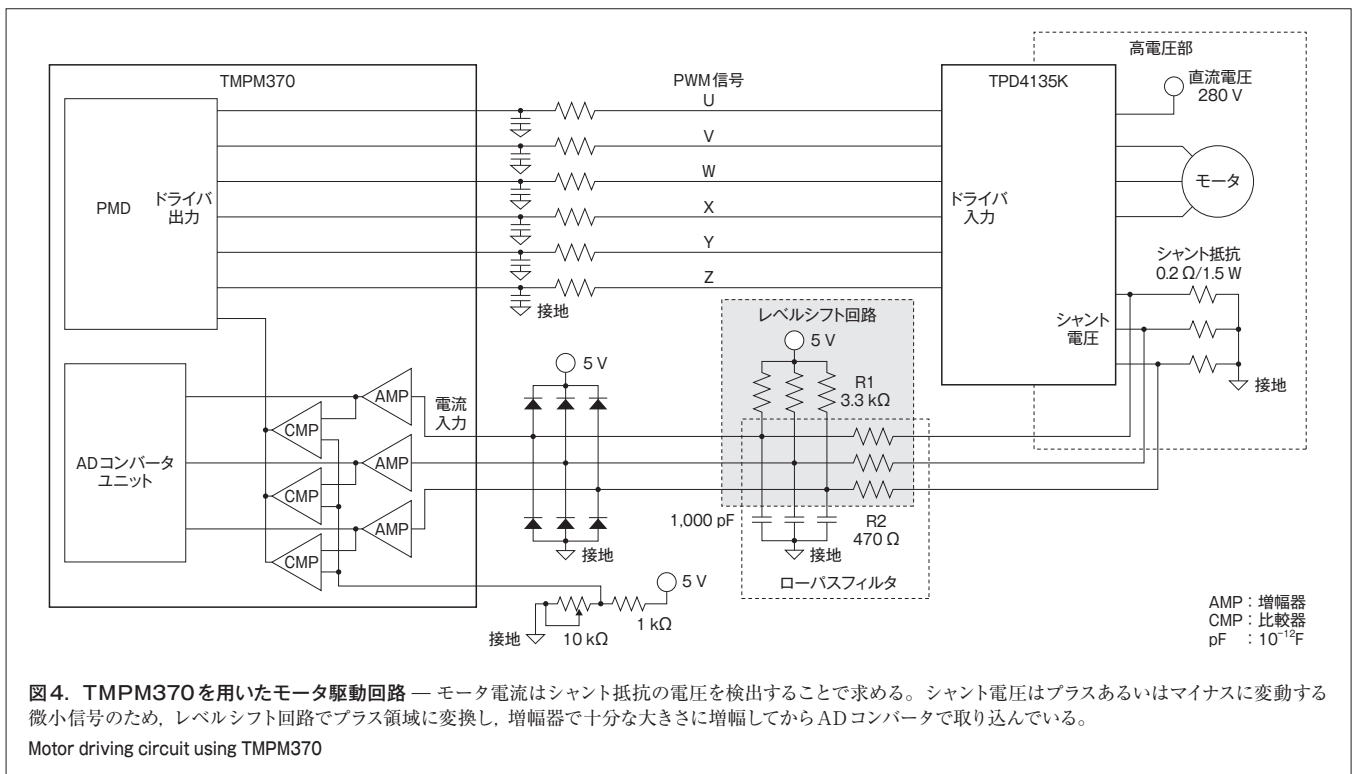 高電圧部
TMPM370
PWM信号
TPD4135K
直流電圧
280 V
U
V
W
X
Y
Z
PMD
ドライバ
出力
ドライバ
入力
モータ
シャント抵抗
0.2 Ω/1.5 W
接地
レベルシフト回路
シャント
電圧
5 V
5 V
R1
3.3 kΩ
接地
AMP
電流
入力
CMP
ADコンバータ
ユニット
AMP
CMP
AMP
CMP
1,000 pF
R2
470 Ω
接地
接地
ローパスフィルタ
5 V
接地
10 kΩ
1 kΩ
AMP：増幅器
CMP：比較器
pF ：10⁻¹²F
図4．TMPM370を用いたモータ駆動回路 — モータ電流はシャント抵抗の電圧を検出することで求める。シャント電圧はプラスあるいはマイナスに変動する
微小信号のため，レベルシフト回路でプラス領域に変換し，増幅器で十分な大きさに増幅してからADコンバータで取り込んでいる。
Motor driving circuit using TMPM370